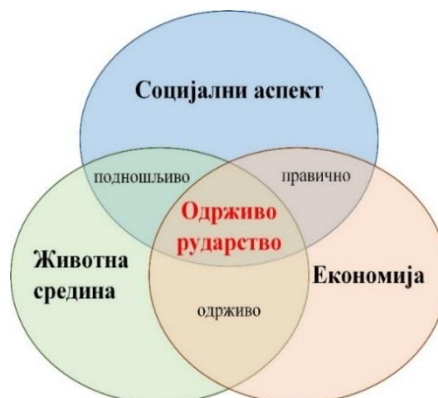 Социјални аспект
подношљиво
правично
Одрживо
рударство
Животна
средина
Економија
одрживо